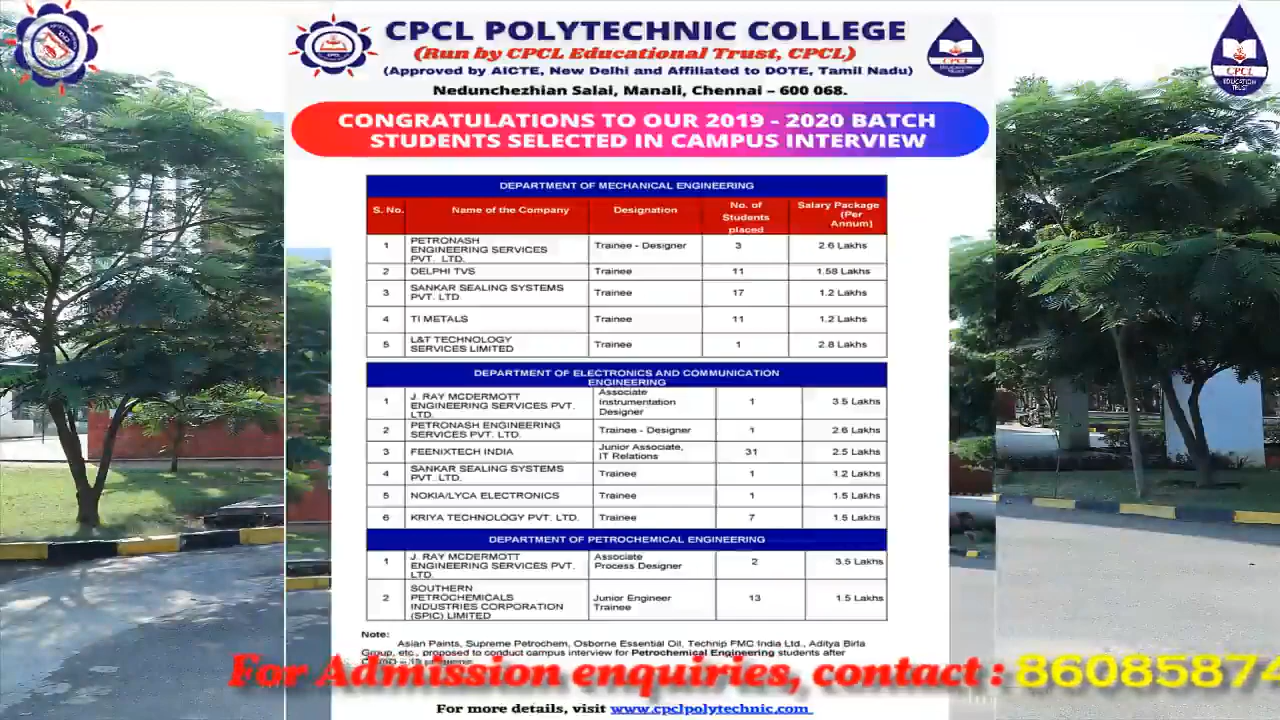 CPCL POLYTECHNIC COLLEGE
(Run by CPCL Educational Trust, CPCL)
(Approved by AICTE, New Delhi and Affiliated to DOTE, Tamil Nadu)
Nedunchezhian Salai, Manali, Chennai – 600 068.
CONGRATULATIONS TO OUR 2019 - 2020 BATCH
STUDENTS SELECTED IN CAMPUS INTERVIEW
DEPARTMENT OF MECHANICAL ENGINEERING
S. No. Name of the Company Designation No. of Students placed Salary Package (Per Annum)
1 PETRONASH ENGINEERING SERVICES PVT. LTD. Trainee - Designer 3 2.6 Lakhs
2 DELPHI TVS Trainee 11 1.58 Lakhs
3 SANKAR SEALING SYSTEMS PVT. LTD. Trainee 17 1.2 Lakhs
4 TI METALS Trainee 11 1.2 Lakhs
5 L&T TECHNOLOGY SERVICES LIMITED Trainee 1 2.8 Lakhs
DEPARTMENT OF ELECTRONICS AND COMMUNICATION
ENGINEERING
1 J. RAY MCDERMOTT ENGINEERING SERVICES PVT. LTD. Associate Instrumentation Designer 1 3.5 Lakhs
2 PETRONASH ENGINEERING SERVICES PVT. LTD. Trainee - Designer 1 2.6 Lakhs
3 FEENIXTECH INDIA Junior Associate, IT Relations 31 2.5 Lakhs
4 SANKAR SEALING SYSTEMS PVT. LTD. Trainee 1 1.2 Lakhs
5 NOKIA/LYCA ELECTRONICS Trainee 1 1.5 Lakhs
6 KRIYA TECHNOLOGY PVT. LTD. Trainee 7 1.5 Lakhs
DEPARTMENT OF PETROCHEMICAL ENGINEERING
1 J. RAY MCDERMOTT ENGINEERING SERVICES PVT. LTD. Associate Process Designer 2 3.5 Lakhs
2 SOUTHERN PETROCHEMICALS INDUSTRIES CORPORATION (SPIC) LIMITED Junior Engineer Trainee 13 1.5 Lakhs
Note:
Asian Paints, Supreme Petrochem, Osborne Essential Oil, Technip FMC India Ltd., Aditya Birla
Group, etc., proposed to conduct campus interview for Petrochemical Engineering students after
For Admission enquiries, contact : 8608587
For more details, visit www.cpclpolytechnic.com
CPCL
EDUCATION
TRUST